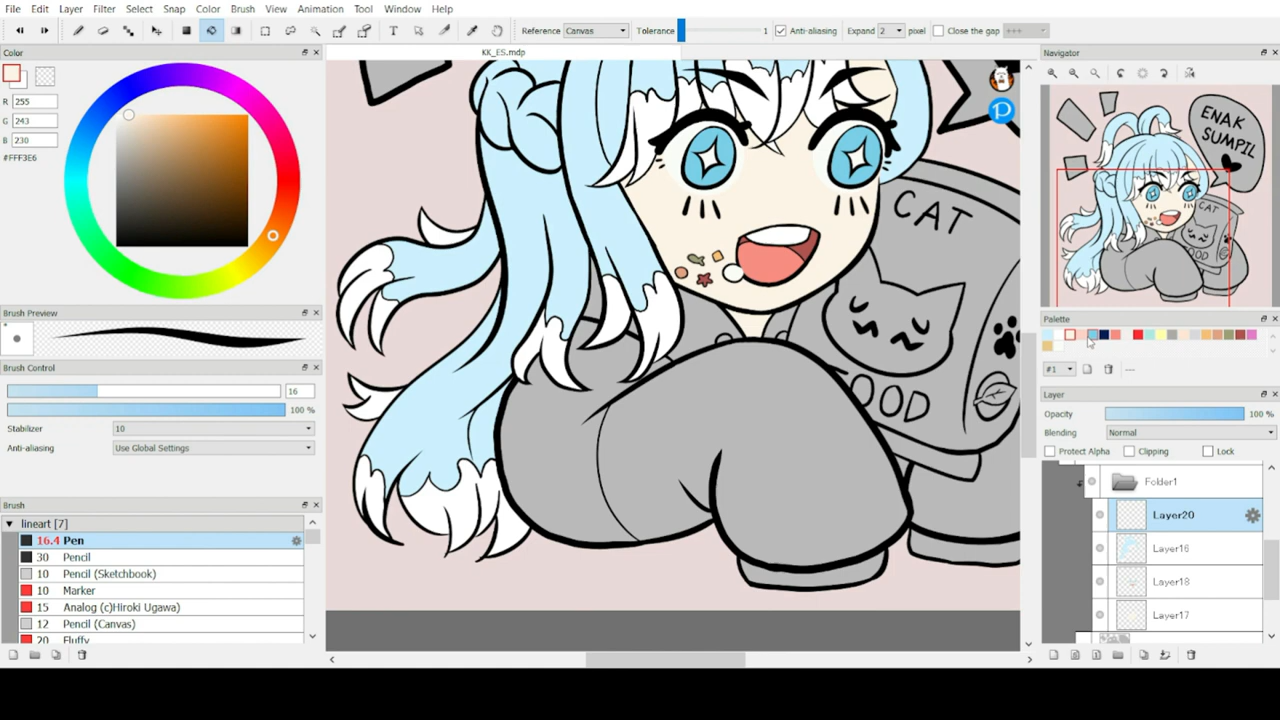 File Edit Layer Filter Select Snap Color Brush View Animation Tool Window Help
Reference Canvas Tolerance 1 Anti-aliasing Expand 2 pixel Close the gap +++
Color
KK_ES.mdp
Navigator
R 255
G 243
B 230
#FFF3E6
ENAK
SUMPIL
CAT
FOOD
CAT
OOD
Brush Preview
Brush Control
16
100 %
Stabilizer 10
Anti-aliasing Use Global Settings
Brush
lineart [7]
16.4 Pen
30 Pencil
10 Pencil (Sketchbook)
10 Marker
15 Analog (c)Hiroki Ugawa)
12 Pencil (Canvas)
20 Fluffy
Palette
#1
---
Layer
Opacity 100 %
Blending Normal
Protect Alpha Clipping Lock
Folder1
Layer20
Layer16
Layer18
Layer17